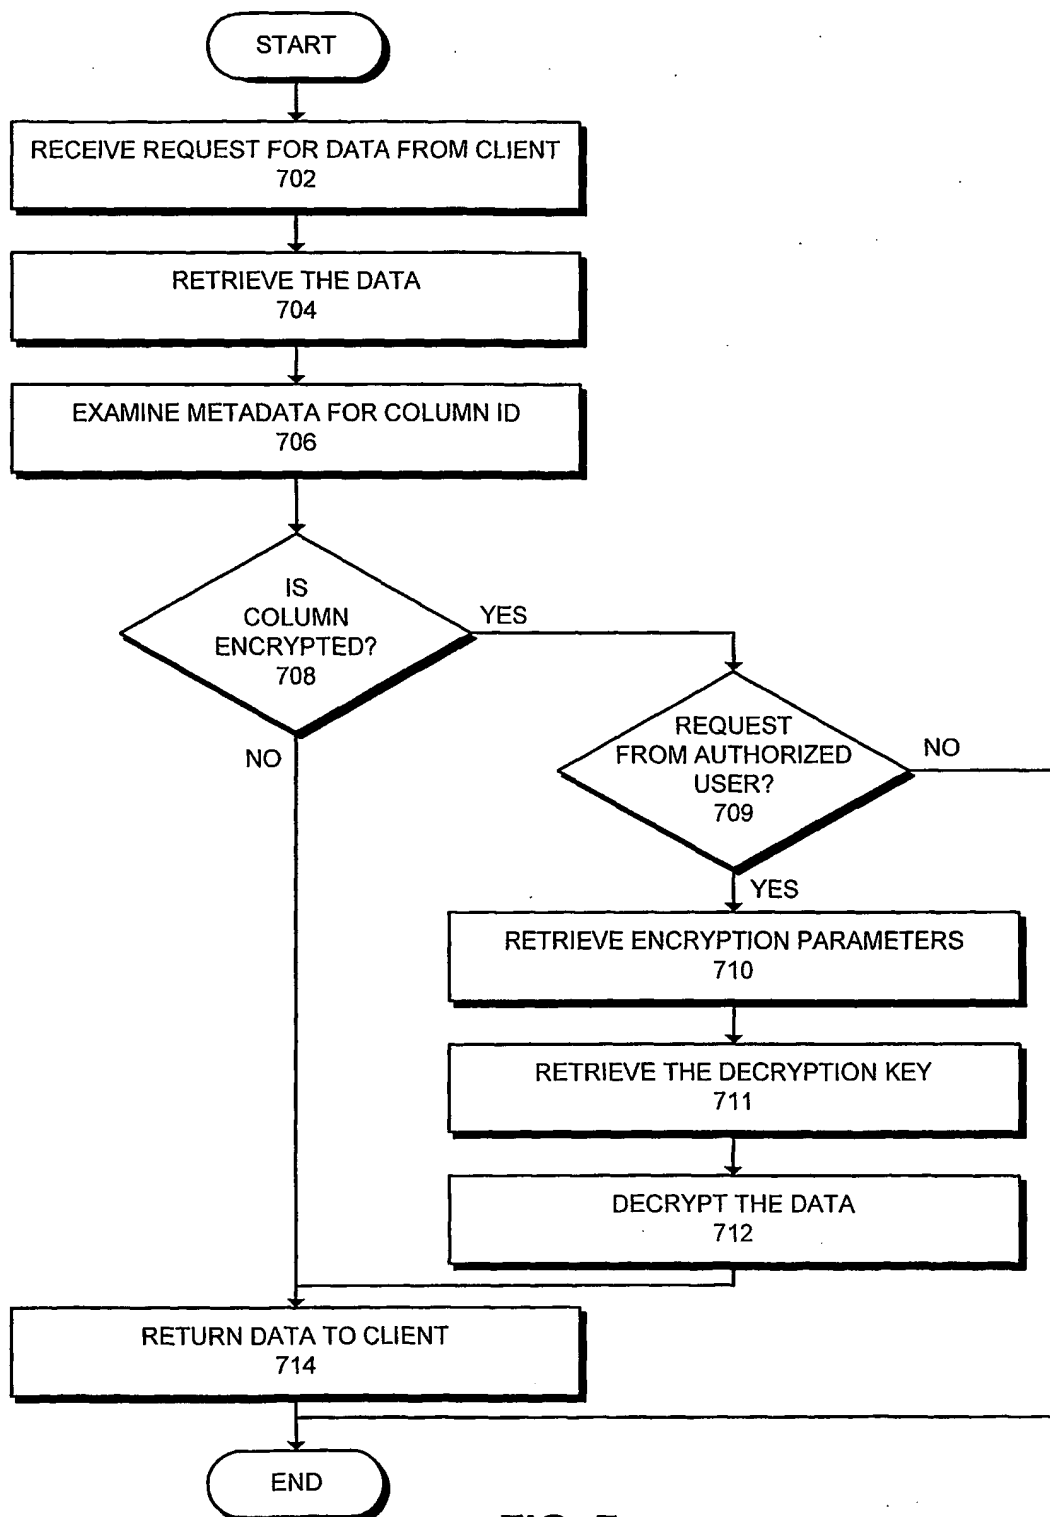 START
RECEIVE REQUEST FOR DATA FROM CLIENT
702
RETRIEVE THE DATA
704
EXAMINE METADATA FOR COLUMN ID
706
IS
COLUMN
ENCRYPTED?
708
YES
NO
REQUEST
FROM AUTHORIZED
USER?
709
NO
YES
RETRIEVE ENCRYPTION PARAMETERS
710
RETRIEVE THE DECRYPTION KEY
711
DECRYPT THE DATA
712
RETURN DATA TO CLIENT
714
END